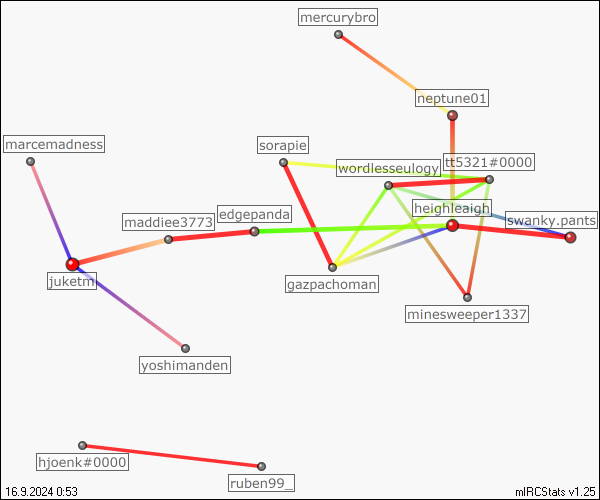 mercurybro
neptune01
marcemadness
sorapie
wordlesseulogy
tt5321#0000
maddiee3773
edgepanda
heighleaigh
swanky.pants
juketm
gazpachoman
minesweeper1337
yoshimanden
hjoenk#0000
ruben99_
16.9.2024 0:53
mIRCStats v1.25